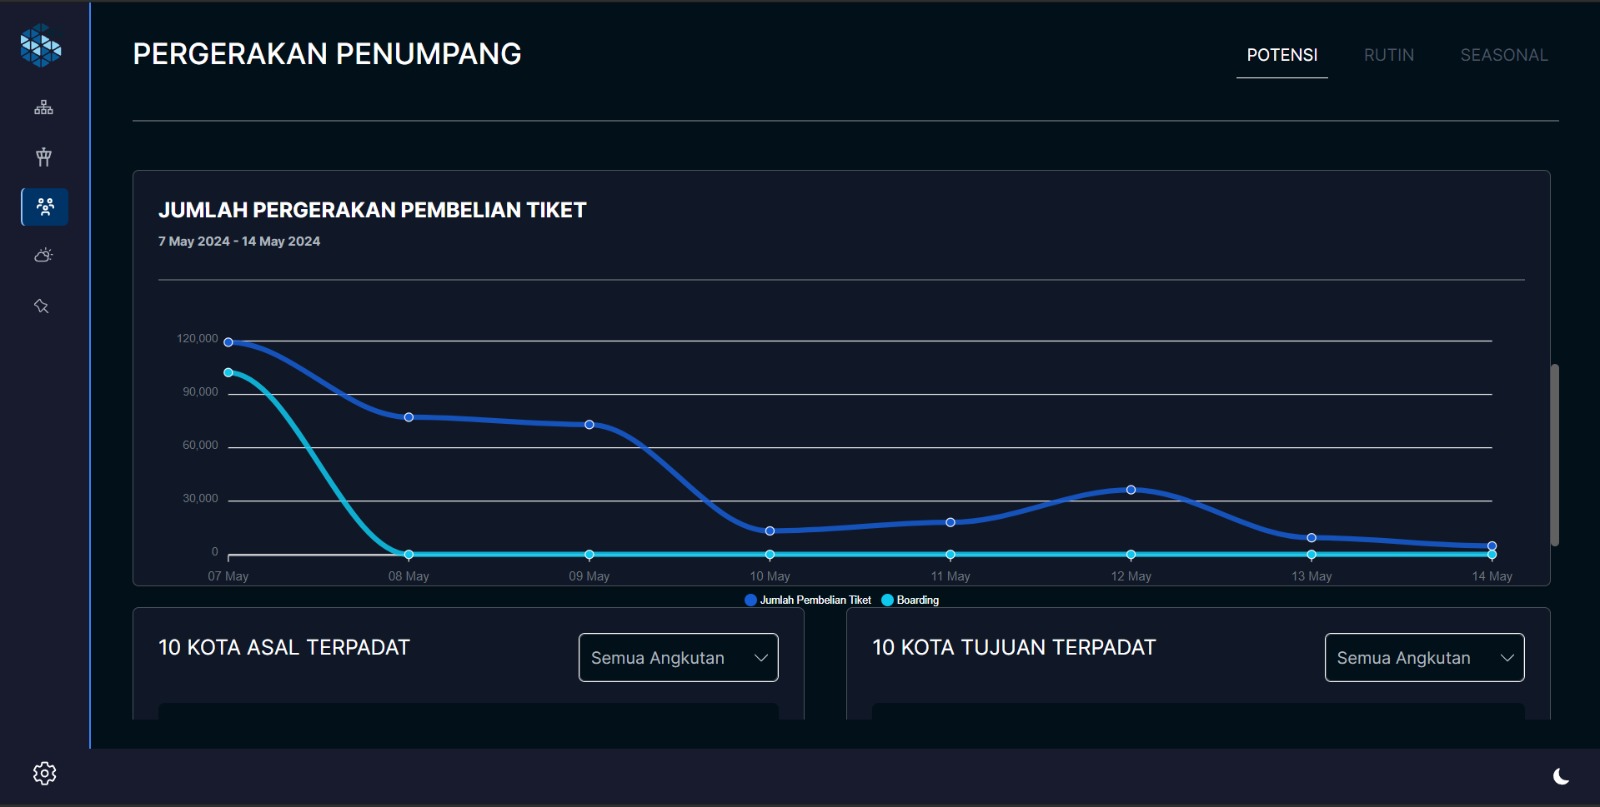 PERGERAKAN PENUMPANG
POTENSI
RUTIN
SEASONAL
JUMLAH PERGERAKAN PEMBELIAN TIKET
7 May 2024 - 14 May 2024
120,000
90,000
60,000
30,000
0
07 May
08 May
09 May
10 May
11 May
12 May
13 May
14 May
Jumlah Pembelian Tiket
Boarding
10 KOTA ASAL TERPADAT
Semua Angkutan
10 KOTA TUJUAN TERPADAT
Semua Angkutan